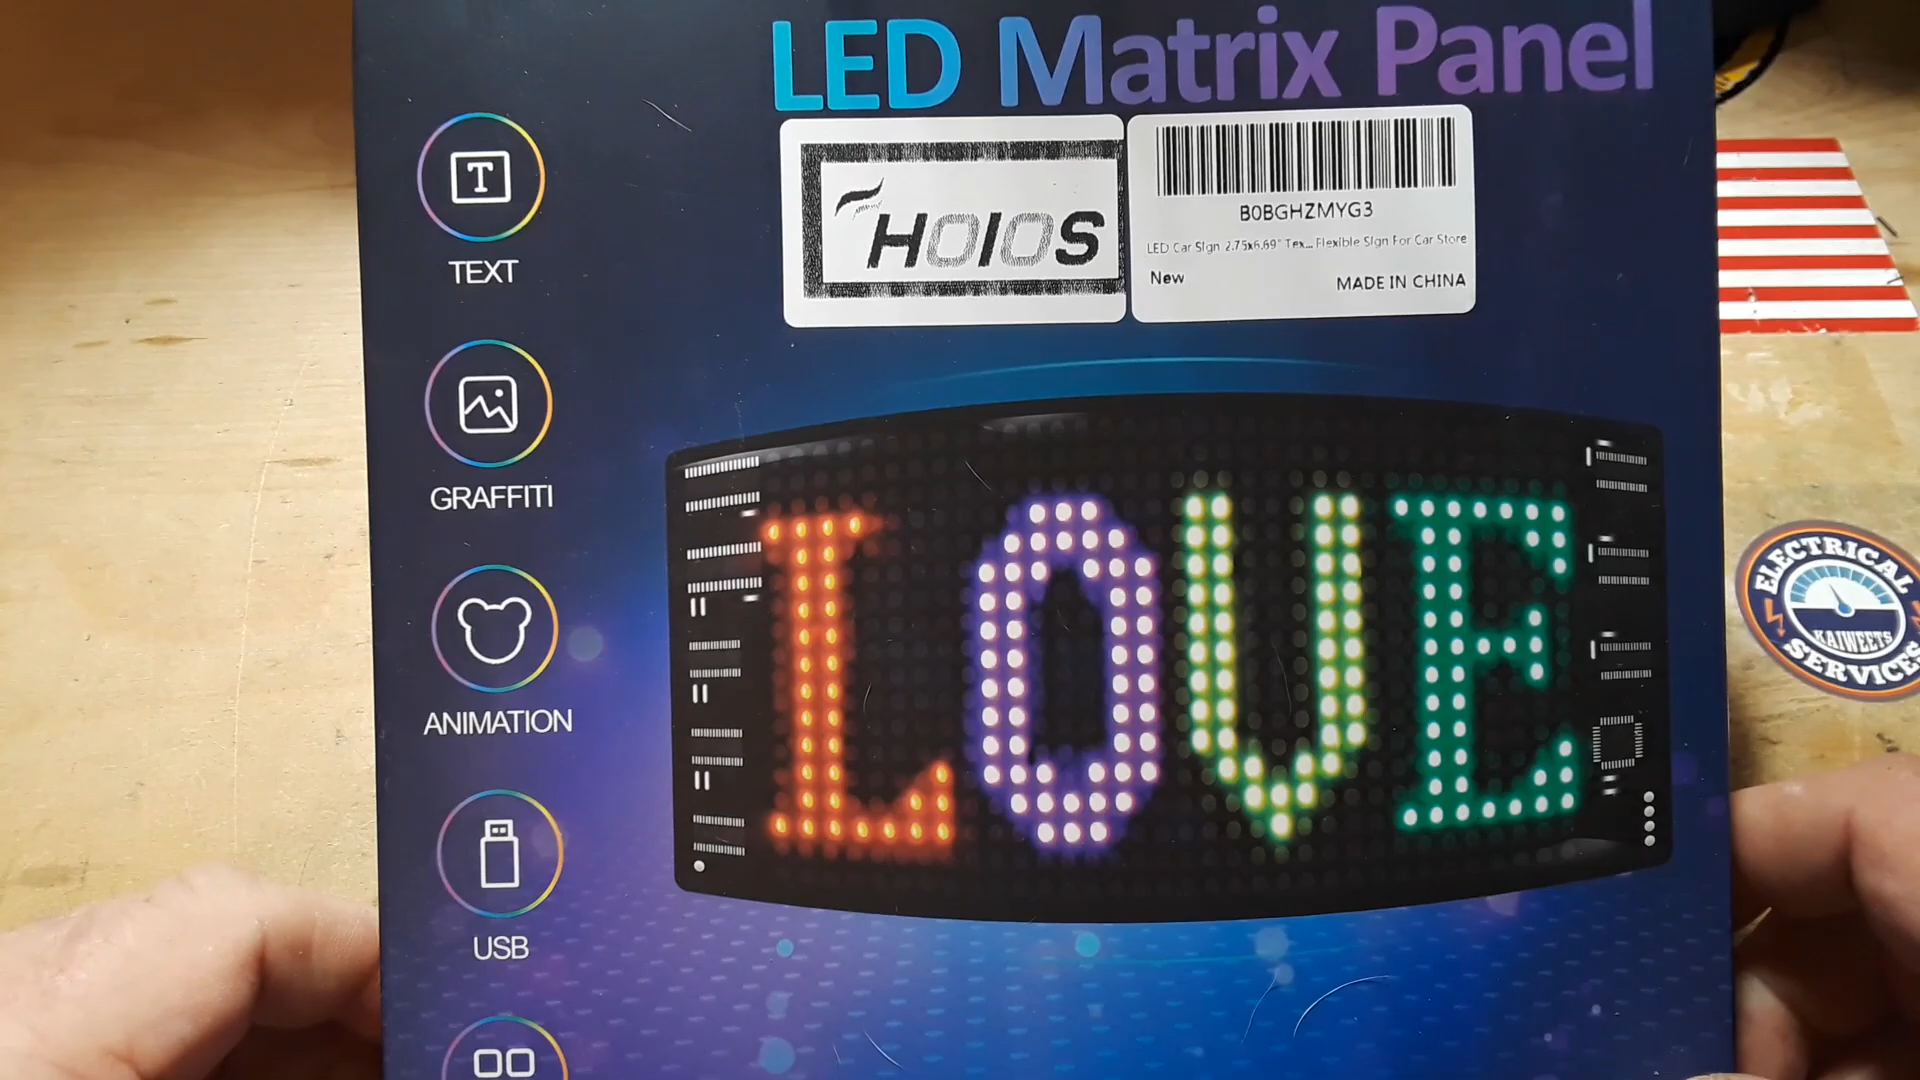 LED Matrix Panel
HOIOS
B0BGHZMYG3
LED Car Sign 2.75x6.69" Tex... Flexible Sign For Car Store
New
MADE IN CHINA
TEXT
GRAFFITI
ANIMATION
USB
LOVE
ELECTRICAL
KAIWEETS
SERVICES